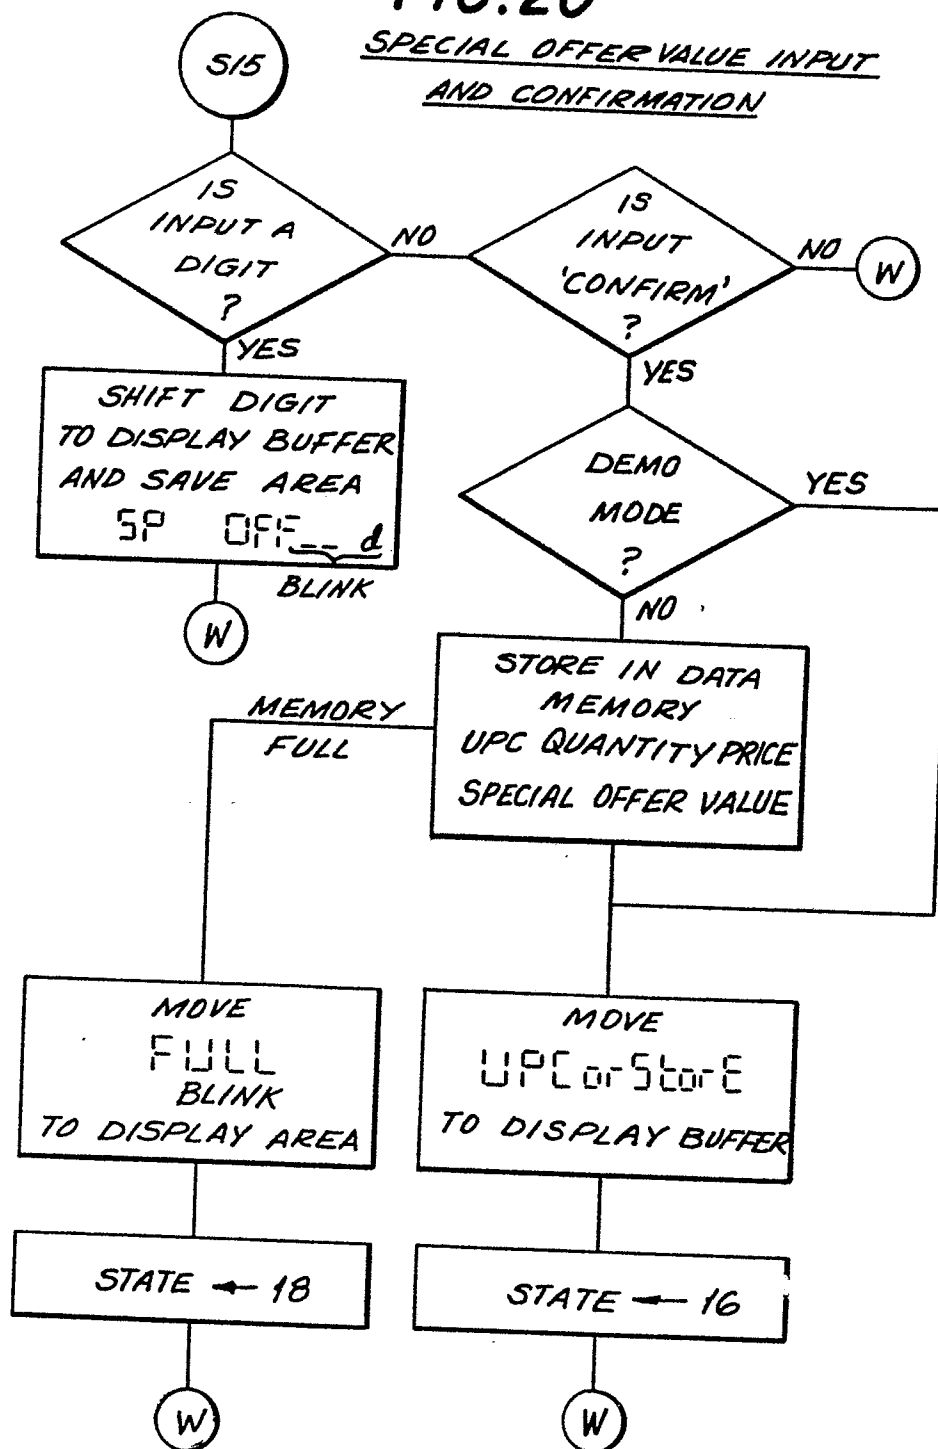 FIG. 20
SPECIAL OFFER VALUE INPUT
AND CONFIRMATION
S15
IS
INPUT A
DIGIT
?
NO
YES
IS
INPUT
'CONFIRM'
?
NO
W
YES
SHIFT DIGIT
TO DISPLAY BUFFER
AND SAVE AREA
SP OFF__ d
BLINK
W
DEMO
MODE
?
YES
NO
STORE IN DATA
MEMORY
UPC QUANTITY PRICE
SPECIAL OFFER VALUE
MEMORY
FULL
MOVE
FULL
BLINK
TO DISPLAY AREA
MOVE
UPCorStorE
TO DISPLAY BUFFER
STATE ← 18
STATE ← 16
W
W